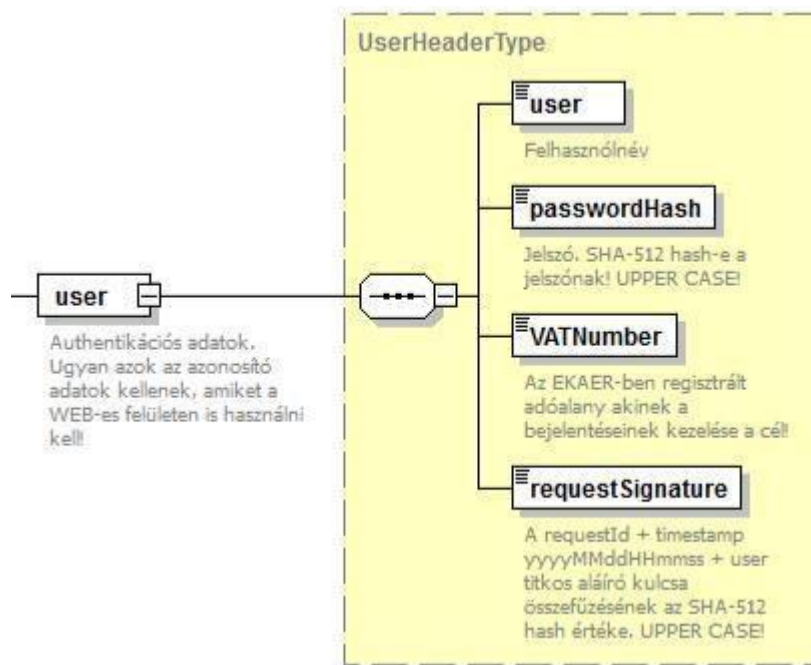 UserHeaderType
user
Felhasznólnév
passwordHash
Jelszó. SHA-512 hash-e a
jelszónak! UPPER CASE!
user
Authentikációs adatok.
Ugyan azok az azonosító
adatok kellenek, amiket a
WEB-es felületen is használni
kell!
VATNumber
Az EKAER-ben regisztrált
adóalany akinek a
bejelentéseinek kezelése a cél!
requestSignature
A requestId + timestamp
yyyyMMddHHmmss + user
titkos aláíró kulcsa
összefűzésének az SHA-512
hash értéke. UPPER CASE!